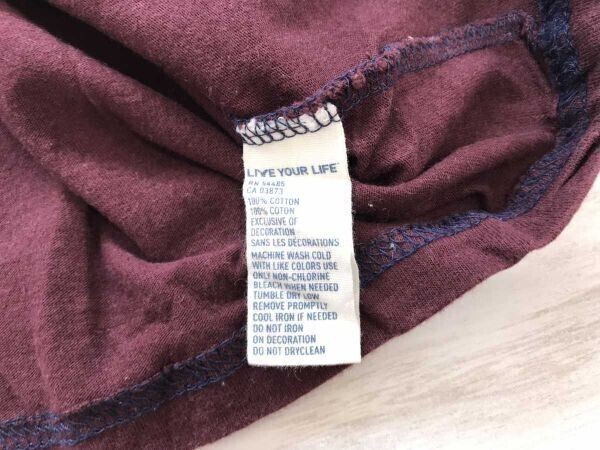 LIVE YOUR LIFE™
RN 54485
CA 03873
100% COTTON
100% COTON
EXCLUSIVE OF
DECORATION
SANS LES DÉCORATIONS
MACHINE WASH COLD
WITH LIKE COLORS USE
ONLY NON-CHLORINE
BLEACH WHEN NEEDED
TUMBLE DRY LOW
REMOVE PROMPTLY
COOL IRON IF NEEDED
DO NOT IRON
ON DECORATION
DO NOT DRYCLEAN